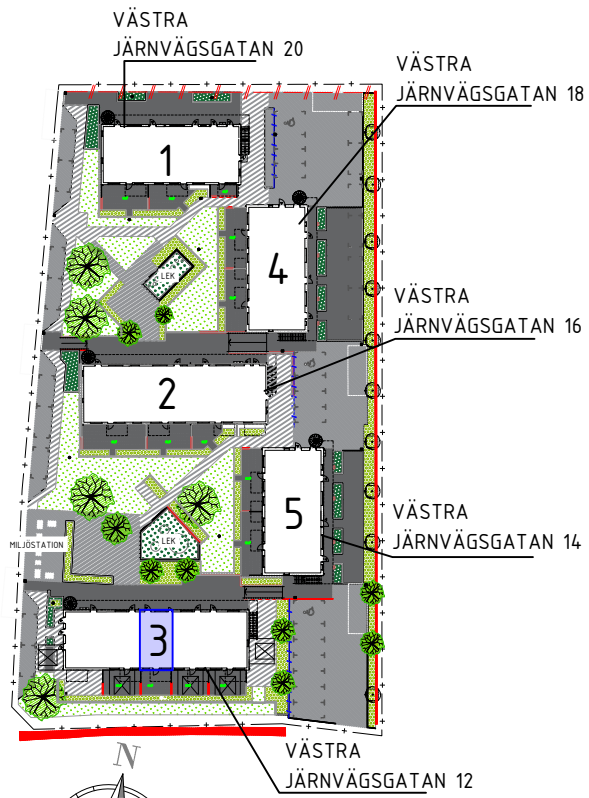 VÄSTRA
JÄRNVÄGSGATAN 20
VÄSTRA
JÄRNVÄGSGATAN 18
1
4
LEK
VÄSTRA
JÄRNVÄGSGATAN 16
2
5
VÄSTRA
JÄRNVÄGSGATAN 14
MILJÖSTATION
LEK
3
VÄSTRA
JÄRNVÄGSGATAN 12
N